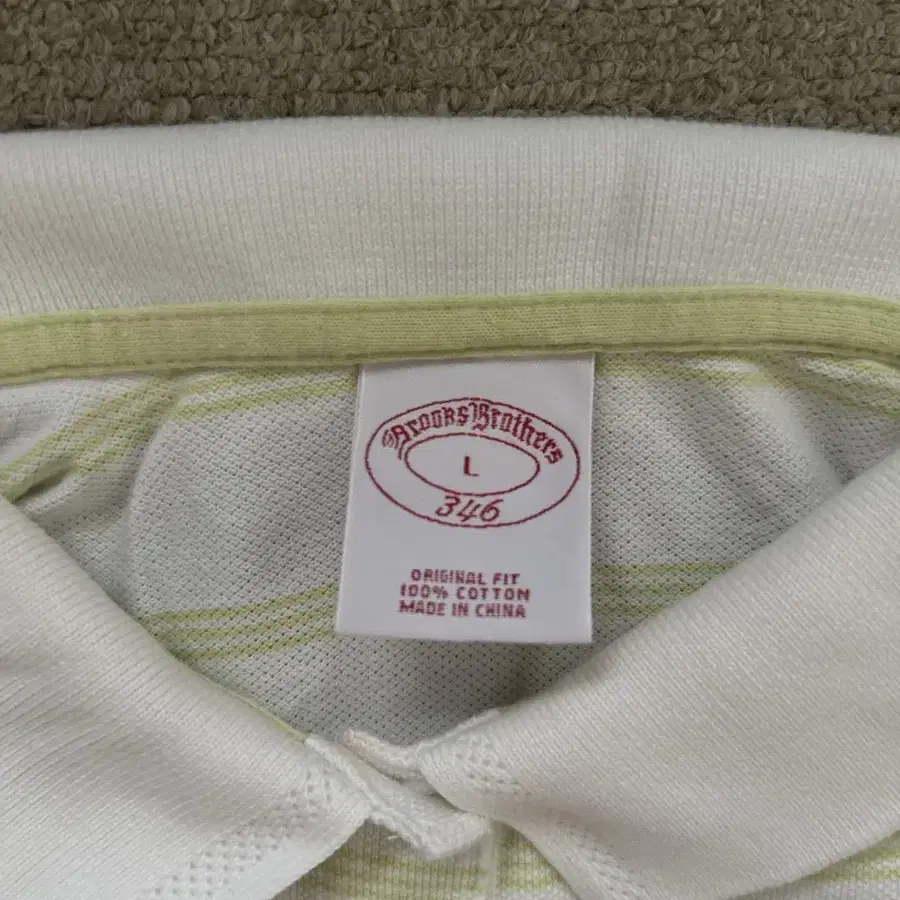 Brooks Brothers
L
346
ORIGINAL FIT
100% COTTON
MADE IN CHINA